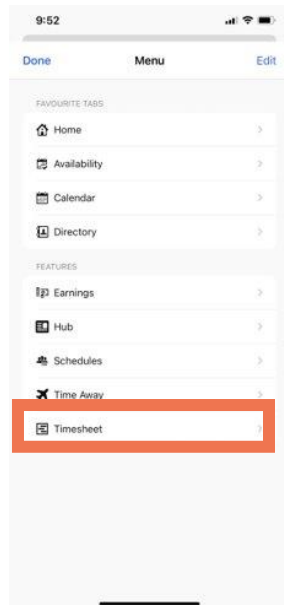 9:52
Done Menu Edit
FAVOURITE TABS
Home
Availability
Calendar
Directory
FEATURES
Earnings
Hub
Schedules
Time Away
Timesheet